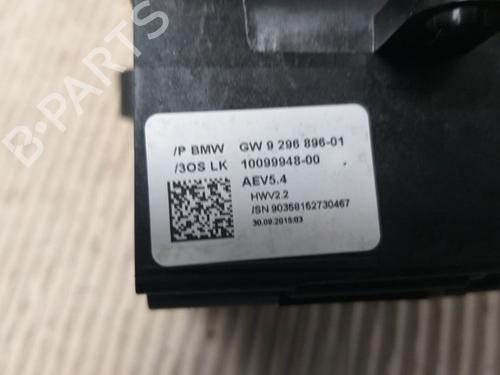 B-PARTS
/P BMW GW 9 296 896-01
/3OS LK 10099948-00
AEV5.4
HWV2.2
/SN 90358152730467
30.09.2015:03